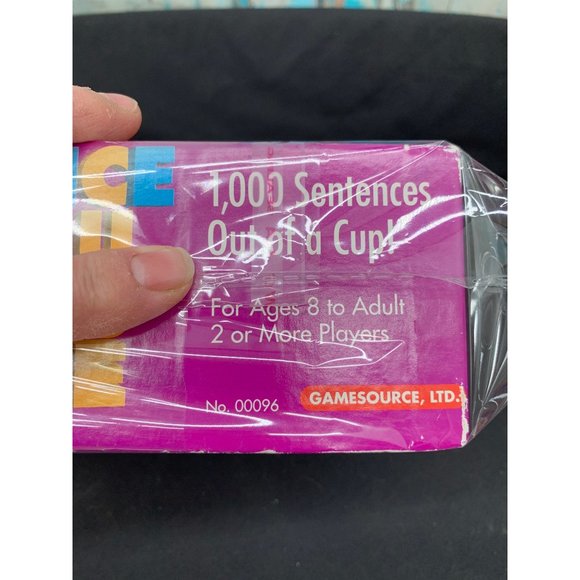 1,000 Sentences
Out of a Cup!
For Ages 8 to Adult
2 or More Players
No. 00096
GAMESOURCE, LTD.